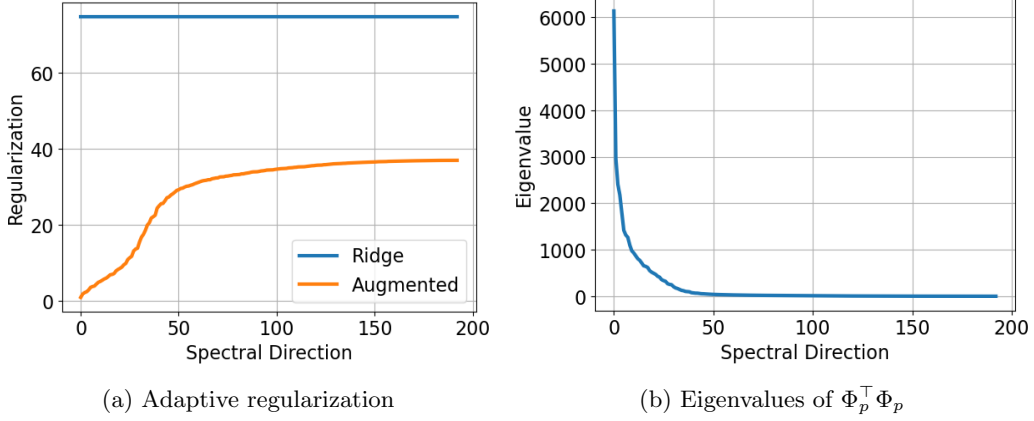 Regularization
60
40
20
0
Ridge
Augmented
0 50 100 150 200
Spectral Direction
(a) Adaptive regularization
Eigenvalue
6000
5000
4000
3000
2000
1000
0
0 50 100 150 200
Spectral Direction
(b) Eigenvalues of Φ_p^⊤Φ_p